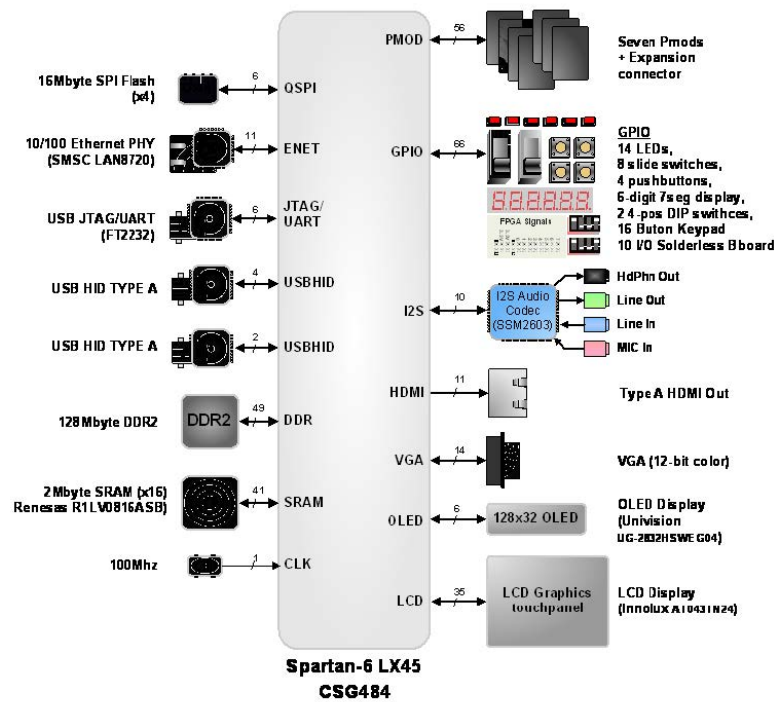 PMOD
56
Seven Pmods
+ Expansion
connector
16Mbyte SPI Flash
(x4)
6
QSPI
10/100 Ethernet PHY
(SMSC LAN8720)
11
ENET
GPIO
66
GPIO
14 LEDs,
8 slide switches,
4 pushbuttons,
6-digit 7seg display,
2 4-pos DIP swithces,
16 Buton Keypad
10 I/O Solderless Bboard
FPGA Signals
USB JTAG/UART
(FT2232)
6
JTAG/
UART
USB HID TYPE A
4
USBHID
USB HID TYPE A
2
USBHID
I2S
10
I2S Audio
Codec
(SSM2603)
HdPhn Out
Line Out
Line In
MIC In
HDMI
11
Type A HDMI Out
128Mbyte DDR2
DDR2
49
DDR
VGA
14
VGA (12-bit color)
2Mbyte SRAM (x16)
Renesas R1LV0816ASB
41
SRAM
OLED
6
128x32 OLED
OLED Display
(Univision
UG-2832HSWEG04)
100Mhz
1
CLK
LCD
35
LCD Graphics
touchpanel
LCD Display
(Innolux AT043TN24)
Spartan-6 LX45
CSG484